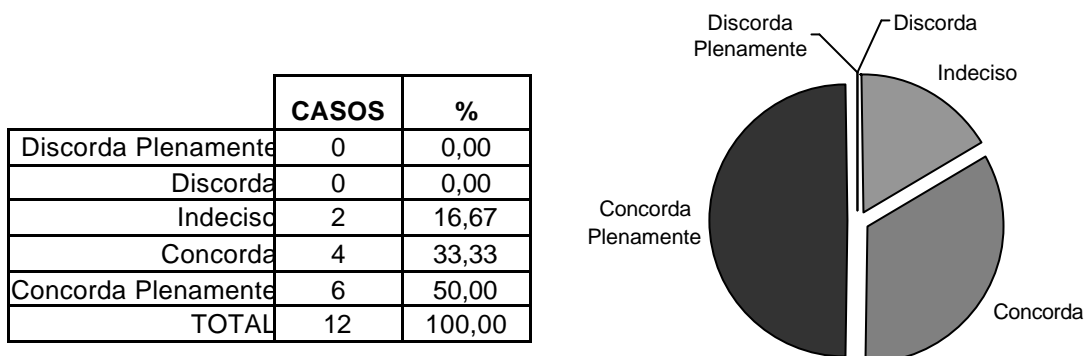 CASOS %
Discorda Plenamente 0 0,00
Discorda 0 0,00
Indeciso 2 16,67
Concorda 4 33,33
Concorda Plenamente 6 50,00
TOTAL 12 100,00
Discorda
Plenamente
Discorda
Indeciso
Concorda
Plenamente
Concorda